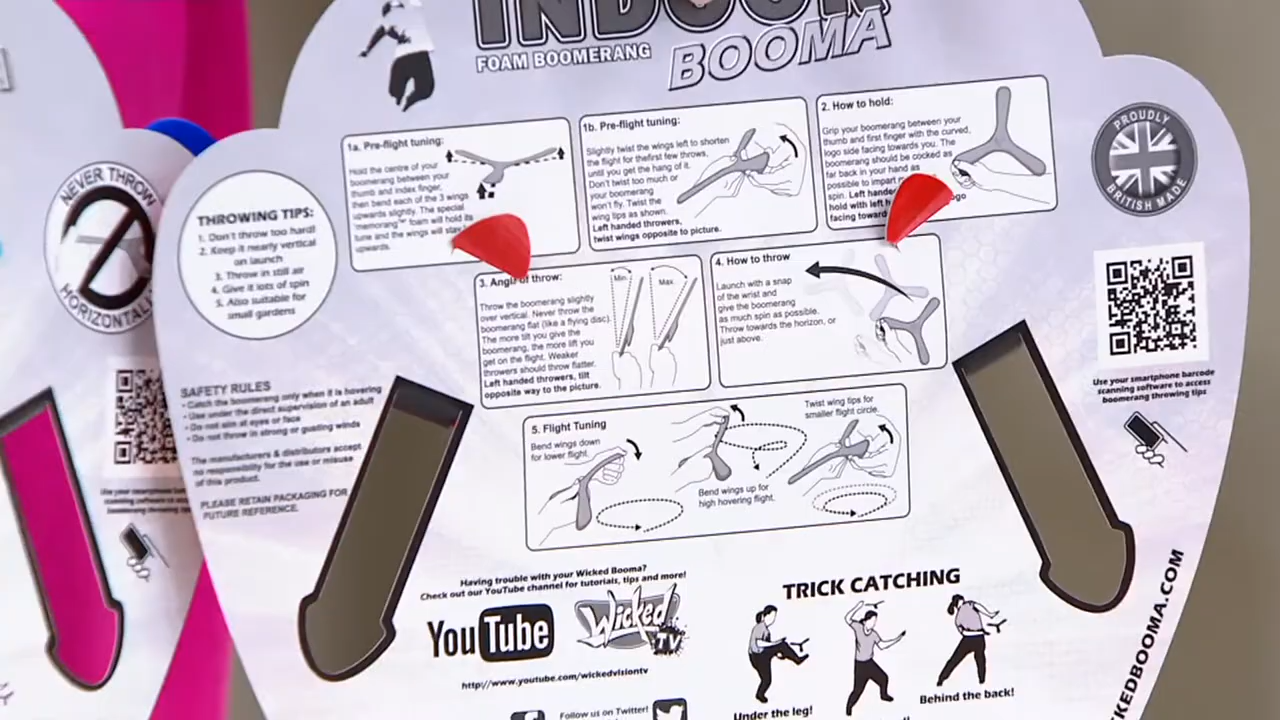 INDOOR
FOAM BOOMERANG
BOOMA
1a. Pre-flight tuning:
Hold the centre of your
boomerang between your
thumb and index finger,
then bend each of the 3 wings
upwards slightly. The special
'memorang™' foam will hold its
tune and the wings will stay
upwards.
1b. Pre-flight tuning:
Slightly twist the wings left to shorten
the flight for thefirst few throws,
until you get the hang of it.
Don't twist too much or
your boomerang
won't fly. Twist the
wing tips as shown.
Left handed throwers,
twist wings opposite to picture.
2. How to hold:
Grip your boomerang between your
thumb and first finger with the curved,
logo side facing towards you. The
boomerang should be cocked as
far back in your hand as
possible to impart
spin. Left hande
hold with left
facing toward
PROUDLY
BRITISH MADE
NEVER THROW
HORIZONTALL
THROWING TIPS:
1. Don't throw too hard!
2. Keep it nearly vertical
on launch
3. Throw in still air
4. Give it lots of spin
5. Also suitable for
small gardens
3. Angle of throw:
Throw the boomerang slightly
over vertical. Never throw the
boomerang flat (like a flying disc).
The more tilt you give the
boomerang, the more lift you
get on the flight. Weaker
throwers should throw flatter.
Left handed throwers, tilt
opposite way to the picture.
Min.
Max.
4. How to throw
Launch with a snap
of the wrist and
give the boomerang
as much spin as possible.
Throw towards the horizon, or
just above.
Use your smartphone barcode
scanning software to access
boomerang throwing tips
SAFETY RULES
• Catch the boomerang only when it is hovering
• Use under the direct supervision of an adult
• Do not aim at eyes or face
• Do not throw in strong or gusting winds
The manufacturers & distributors accept
no responsibility for the use or misuse
of this product.
PLEASE RETAIN PACKAGING FOR
FUTURE REFERENCE.
5. Flight Tuning
Bend wings down
for lower flight.
Bend wings up for
high hovering flight.
Twist wing tips for
smaller flight circle.
Having trouble with your Wicked Booma?
Check out our YouTube channel for tutorials, tips and more!
YouTube
Wicked
TV
http://www.youtube.com/wickedvisiontv
Follow us on Twitter!
TRICK CATCHING
Under the leg!
Behind the back!
CKEDBOOMA.COM